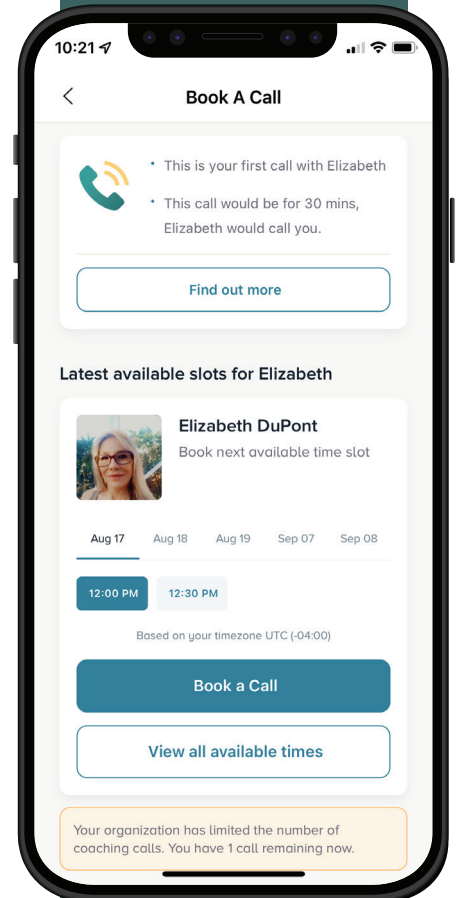 10:21
Book A Call
• This is your first call with Elizabeth
• This call would be for 30 mins,
Elizabeth would call you.
Find out more
Latest available slots for Elizabeth
Elizabeth DuPont
Book next available time slot
Aug 17 Aug 18 Aug 19 Sep 07 Sep 08
12:00 PM 12:30 PM
Based on your timezone UTC (-04:00)
Book a Call
View all available times
Your organization has limited the number of
coaching calls. You have 1 call remaining now.